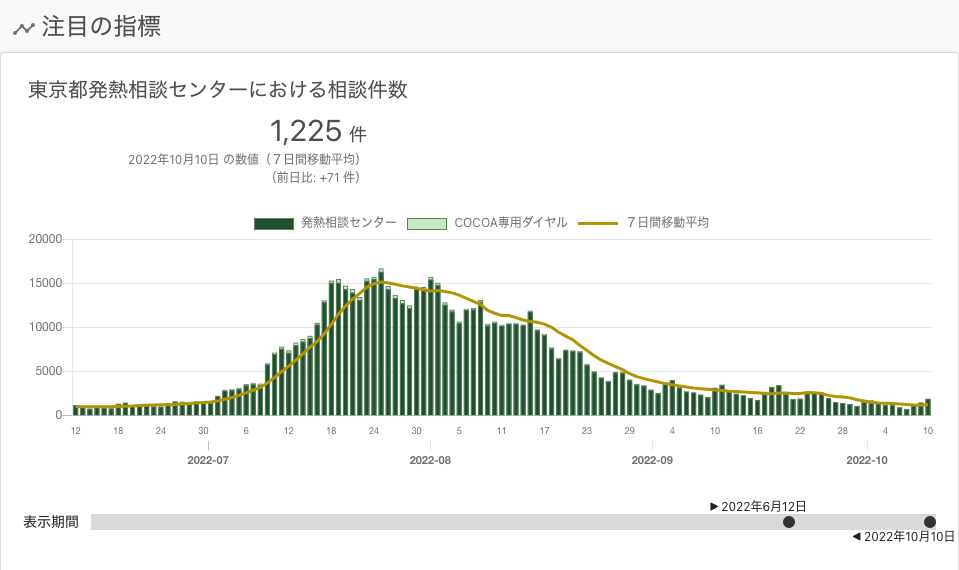 注目の指標
東京都発熱相談センターにおける相談件数
1,225 件
2022年10月10日 の数値（７日間移動平均）
（前日比: +71 件）
発熱相談センター COCOA専用ダイヤル ７日間移動平均
20000
15000
10000
5000
0
12 18 24 30 6 12 18 24 30 5 11 17 23 29 4 10 16 22 28 4 10
2022-07 2022-08 2022-09 2022-10
▶ 2022年6月12日
表示期間
◀ 2022年10月10日